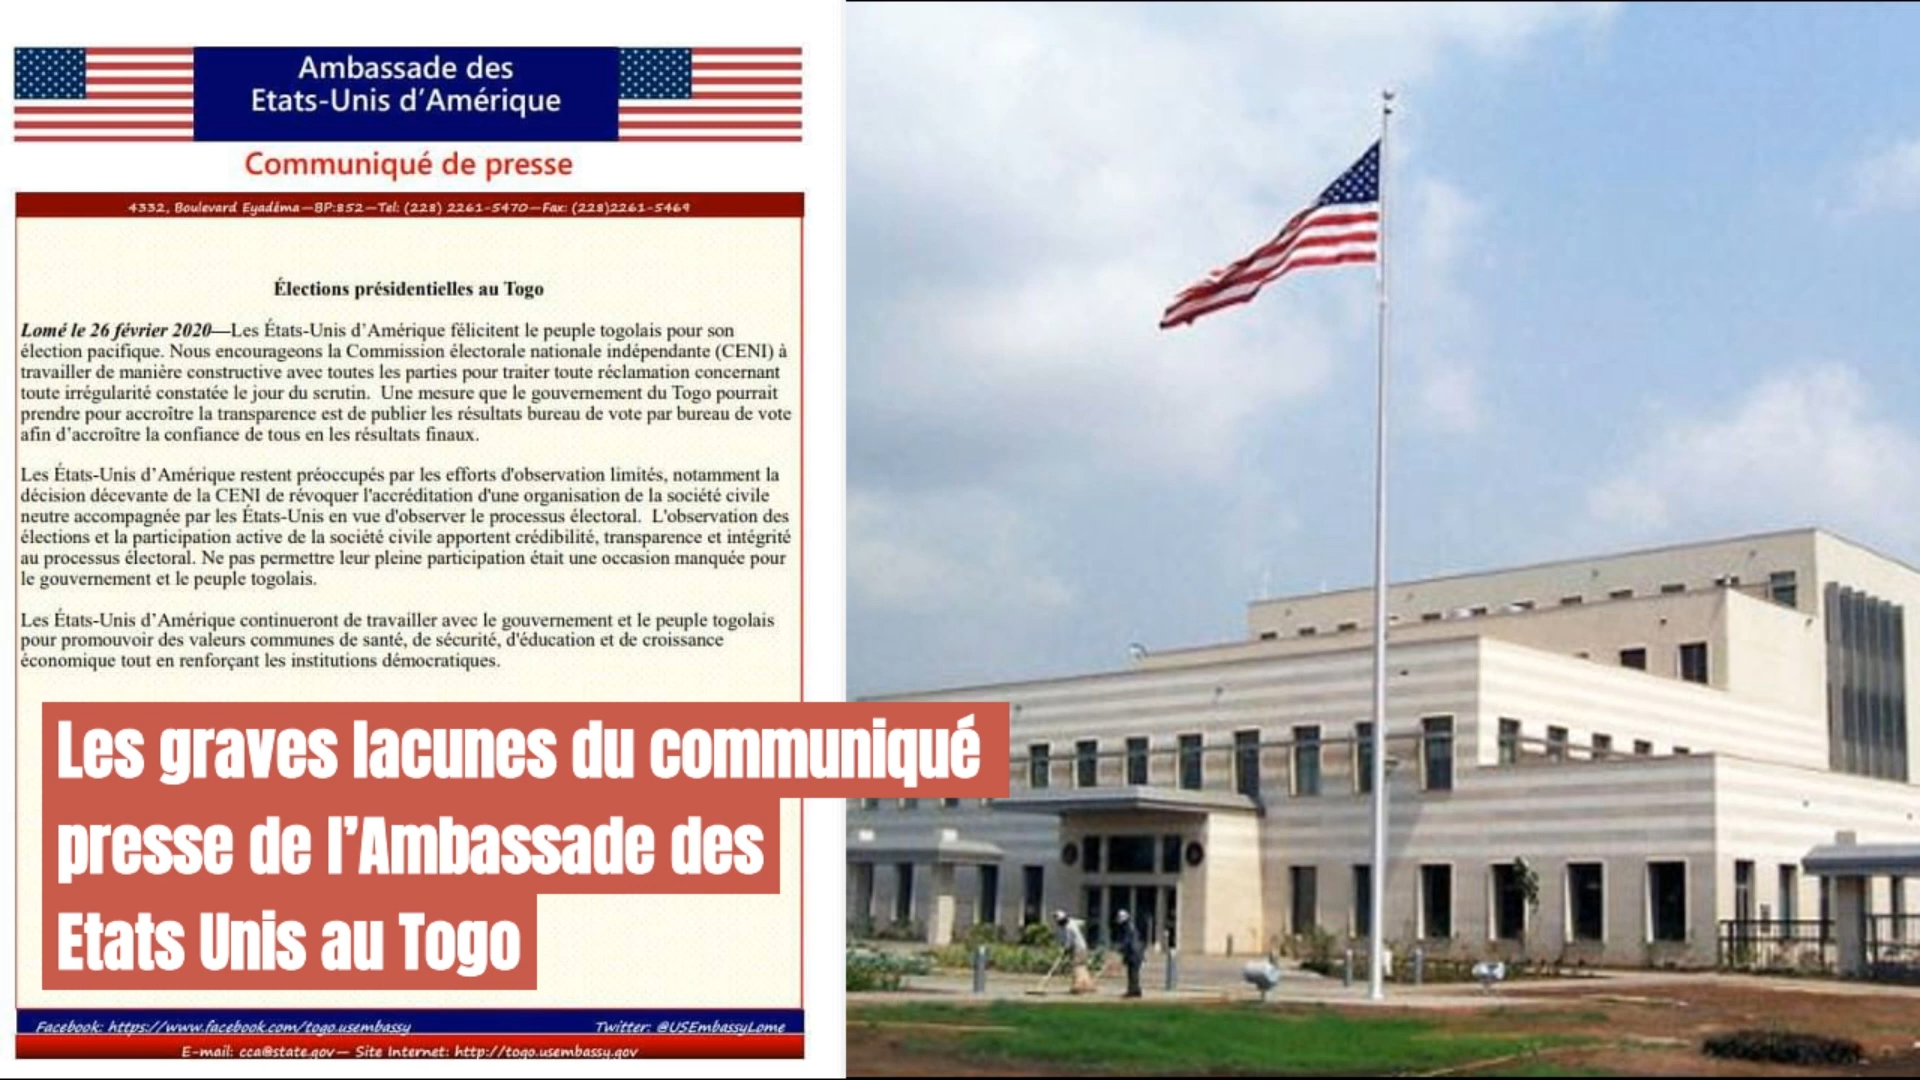 Ambassade des
Etats-Unis d’Amérique
Communiqué de presse
4332, Boulevard Eyadéma—BP:852—Tel: (228) 2261-5470—Fax: (228)2261-5469
Élections présidentielles au Togo
Lomé le 26 février 2020—Les États-Unis d’Amérique félicitent le peuple togolais pour son
élection pacifique. Nous encourageons la Commission électorale nationale indépendante (CENI) à
travailler de manière constructive avec toutes les parties pour traiter toute réclamation concernant
toute irrégularité constatée le jour du scrutin.  Une mesure que le gouvernement du Togo pourrait
prendre pour accroître la transparence est de publier les résultats bureau de vote par bureau de vote
afin d’accroître la confiance de tous en les résultats finaux.
Les États-Unis d’Amérique restent préoccupés par les efforts d'observation limités, notamment la
décision décevante de la CENI de révoquer l'accréditation d'une organisation de la société civile
neutre accompagnée par les États-Unis en vue d'observer le processus électoral.  L'observation des
élections et la participation active de la société civile apportent crédibilité, transparence et intégrité
au processus électoral. Ne pas permettre leur pleine participation était une occasion manquée pour
le gouvernement et le peuple togolais.
Les États-Unis d’Amérique continueront de travailler avec le gouvernement et le peuple togolais
pour promouvoir des valeurs communes de santé, de sécurité, d'éducation et de croissance
économique tout en renforçant les institutions démocratiques.
Les graves lacunes du communiqué
presse de l’Ambassade des
Etats Unis au Togo
Facebook: https://www.facebook.com/togo.usembassy Twitter: @USEmbassyLome
E-mail: cca@state.gov— Site Internet: http://togo.usembassy.gov